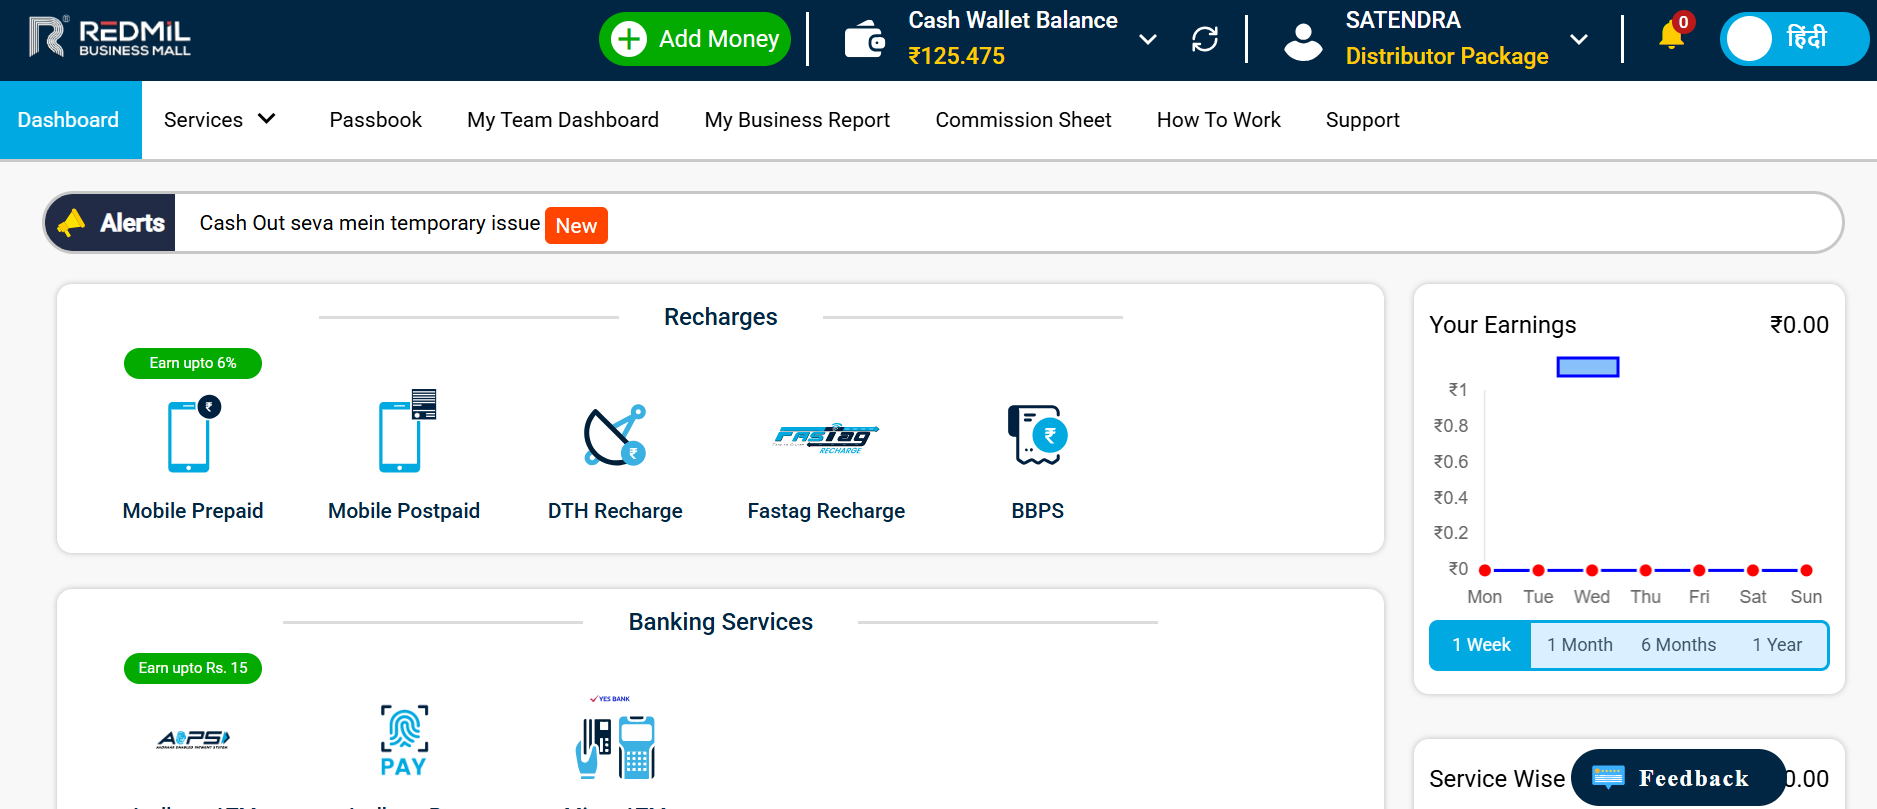 REDMIL
BUSINESS MALL
Add Money
Cash Wallet Balance
₹125.475
SATENDRA
Distributor Package
0
हिंदी
Dashboard
Services
Passbook
My Team Dashboard
My Business Report
Commission Sheet
How To Work
Support
Alerts
Cash Out seva mein temporary issue New
Recharges
Earn upto 6%
FASTag
RECHARGE
Mobile Prepaid
Mobile Postpaid
DTH Recharge
Fastag Recharge
BBPS
Banking Services
Earn upto Rs. 15
AePS
AADHAAR ENABLED PAYMENT SYSTEM
PAY
YES BANK
Your Earnings
₹0.00
₹1
₹0.8
₹0.6
₹0.4
₹0.2
₹0
Mon Tue Wed Thu Fri Sat Sun
1 Week
1 Month
6 Months
1 Year
Service Wise
0.00
Feedback